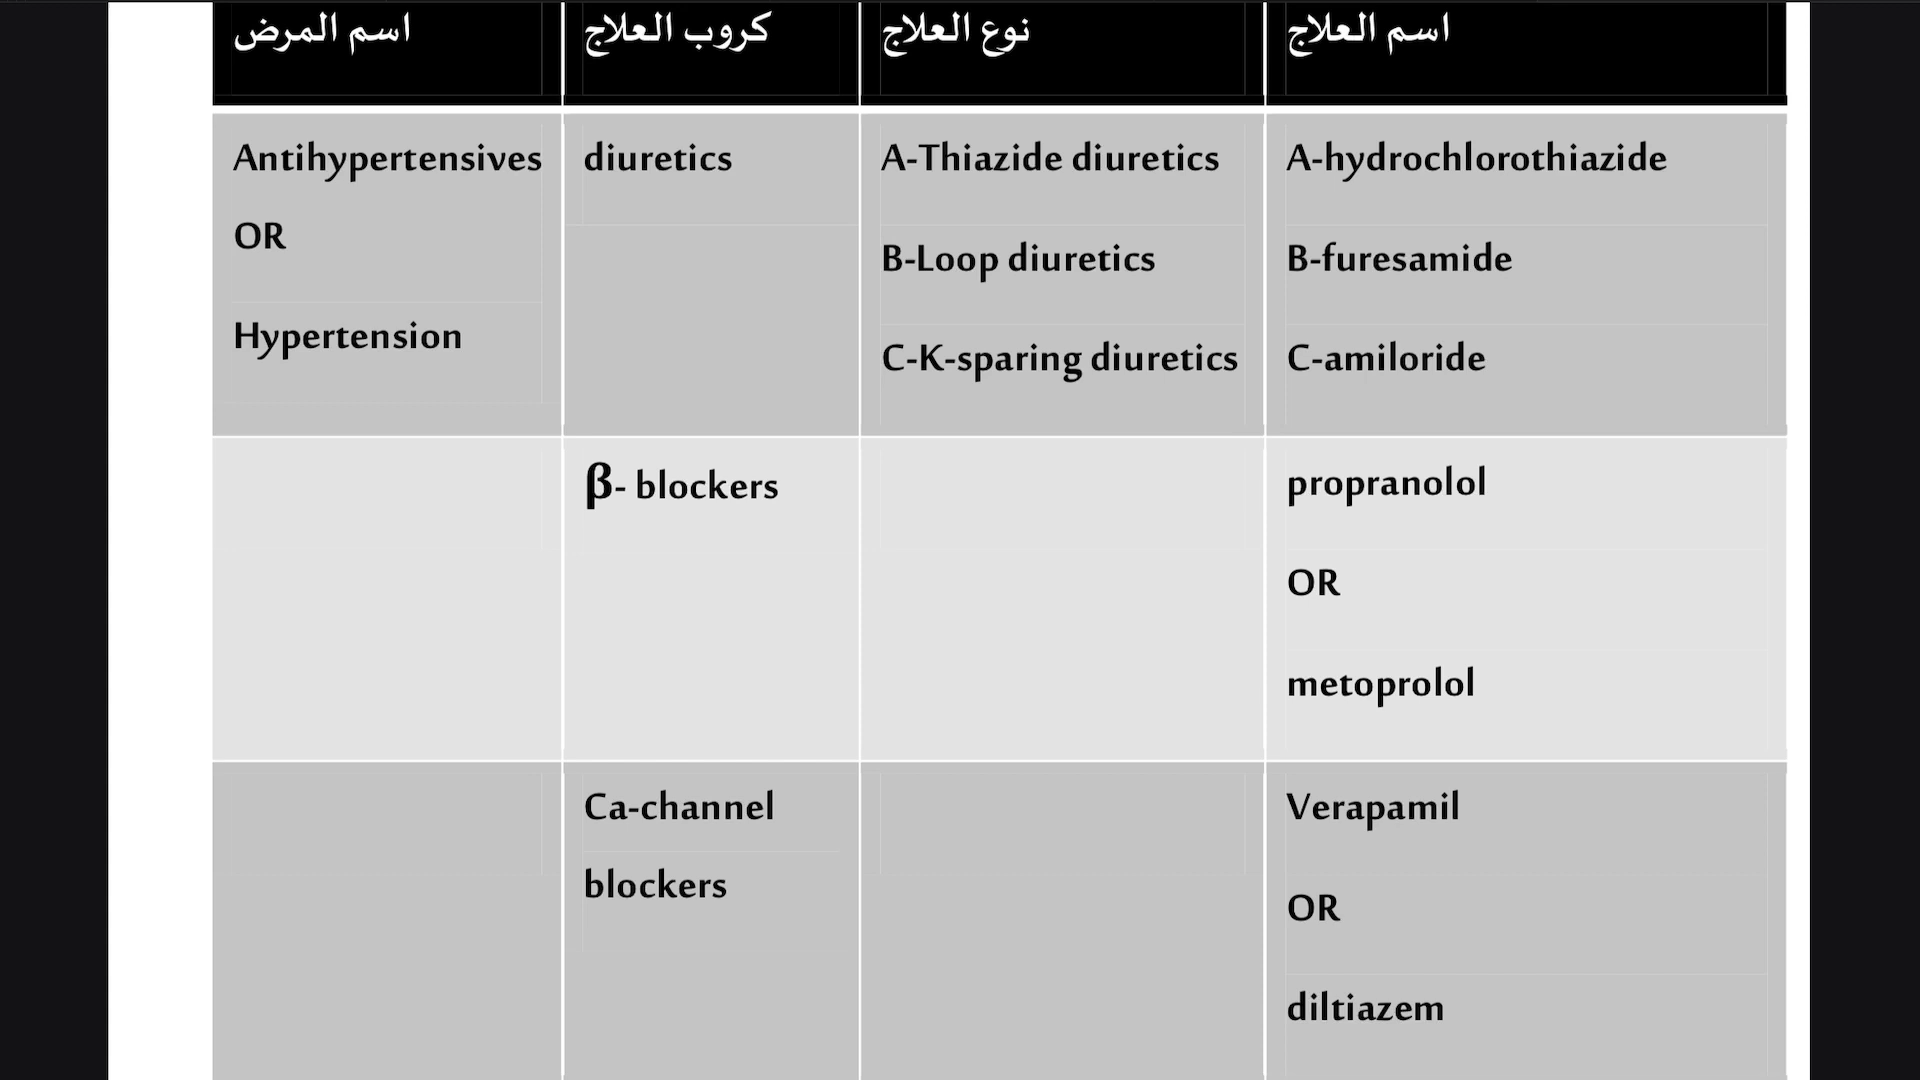 اسم المرض
كروب العلاج
نوع العلاج
اسم العلاج
Antihypertensives
OR
Hypertension
diuretics
A-Thiazide diuretics
B-Loop diuretics
C-K-sparing diuretics
A-hydrochlorothiazide
B-furesamide
C-amiloride
β- blockers
propranolol
OR
metoprolol
Ca-channel
blockers
Verapamil
OR
diltiazem